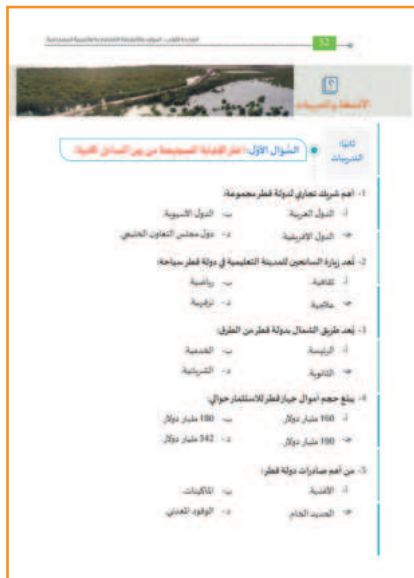 52
الأنشطة والتدريبات
ثانيًا:
التدريبات
السُّؤال الأوّل: اختر الإجابة الصحيحة من بين البدائل الآتية:
1- أهم شريك تجاري لدولة قطر مجموعة:
أ- الدول العربية. ب- الدول الآسيوية.
ج- الدول الإفريقية. د- دول مجلس التعاون الخليجي.
2- تُعد زيارة السائحين للمدينة التعليمية في دولة قطر سياحة:
أ- ثقافية. ب- رياضية.
ج- علاجية. د- ترفيهية.
3- يُعد طريق الشمال بدولة قطر من الطرق:
أ- الرئيسة. ب- الخدمية.
ج- الثانوية. د- الشريانية.
4- يبلغ حجم أموال جهاز قطر للاستثمار حوالي:
أ- 160 مليار دولار. ب- 180 مليار دولار.
ج- 190 مليار دولار. د- 342 مليار دولار.
5- من أهم صادرات دولة قطر:
أ- الأغذية. ب- الماكينات.
ج- الحديد الخام. د- الوقود المعدني.